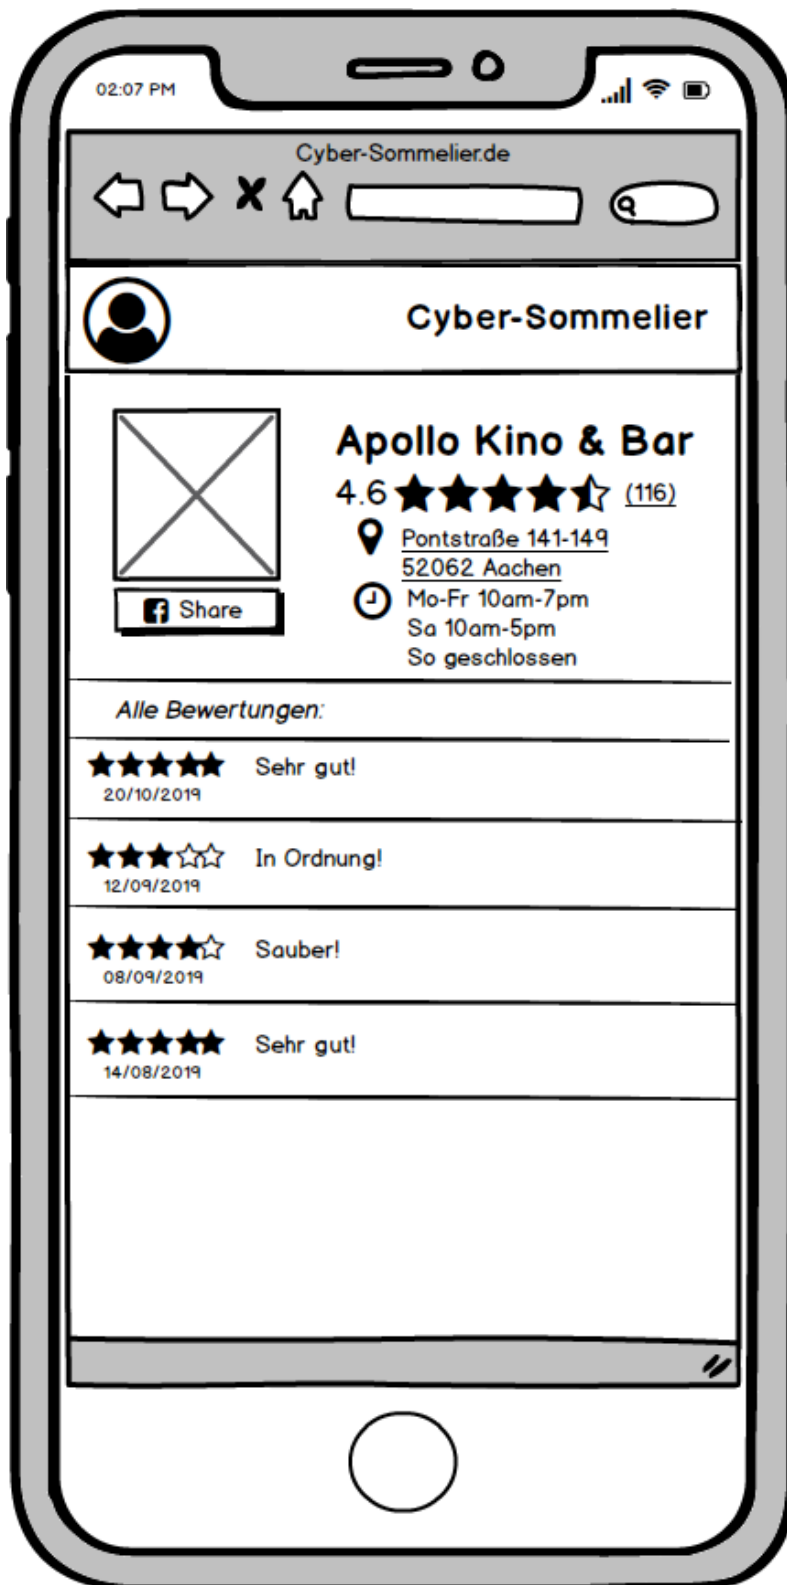 02:07 PM
Cyber-Sommelier.de
Cyber-Sommelier
Apollo Kino & Bar
4.6 (116)
Pontstraße 141-149
52062 Aachen
Mo-Fr 10am-7pm
Sa 10am-5pm
So geschlossen
Share
Alle Bewertungen:
Sehr gut!
20/10/2019
In Ordnung!
12/09/2019
Sauber!
08/09/2019
Sehr gut!
14/08/2019